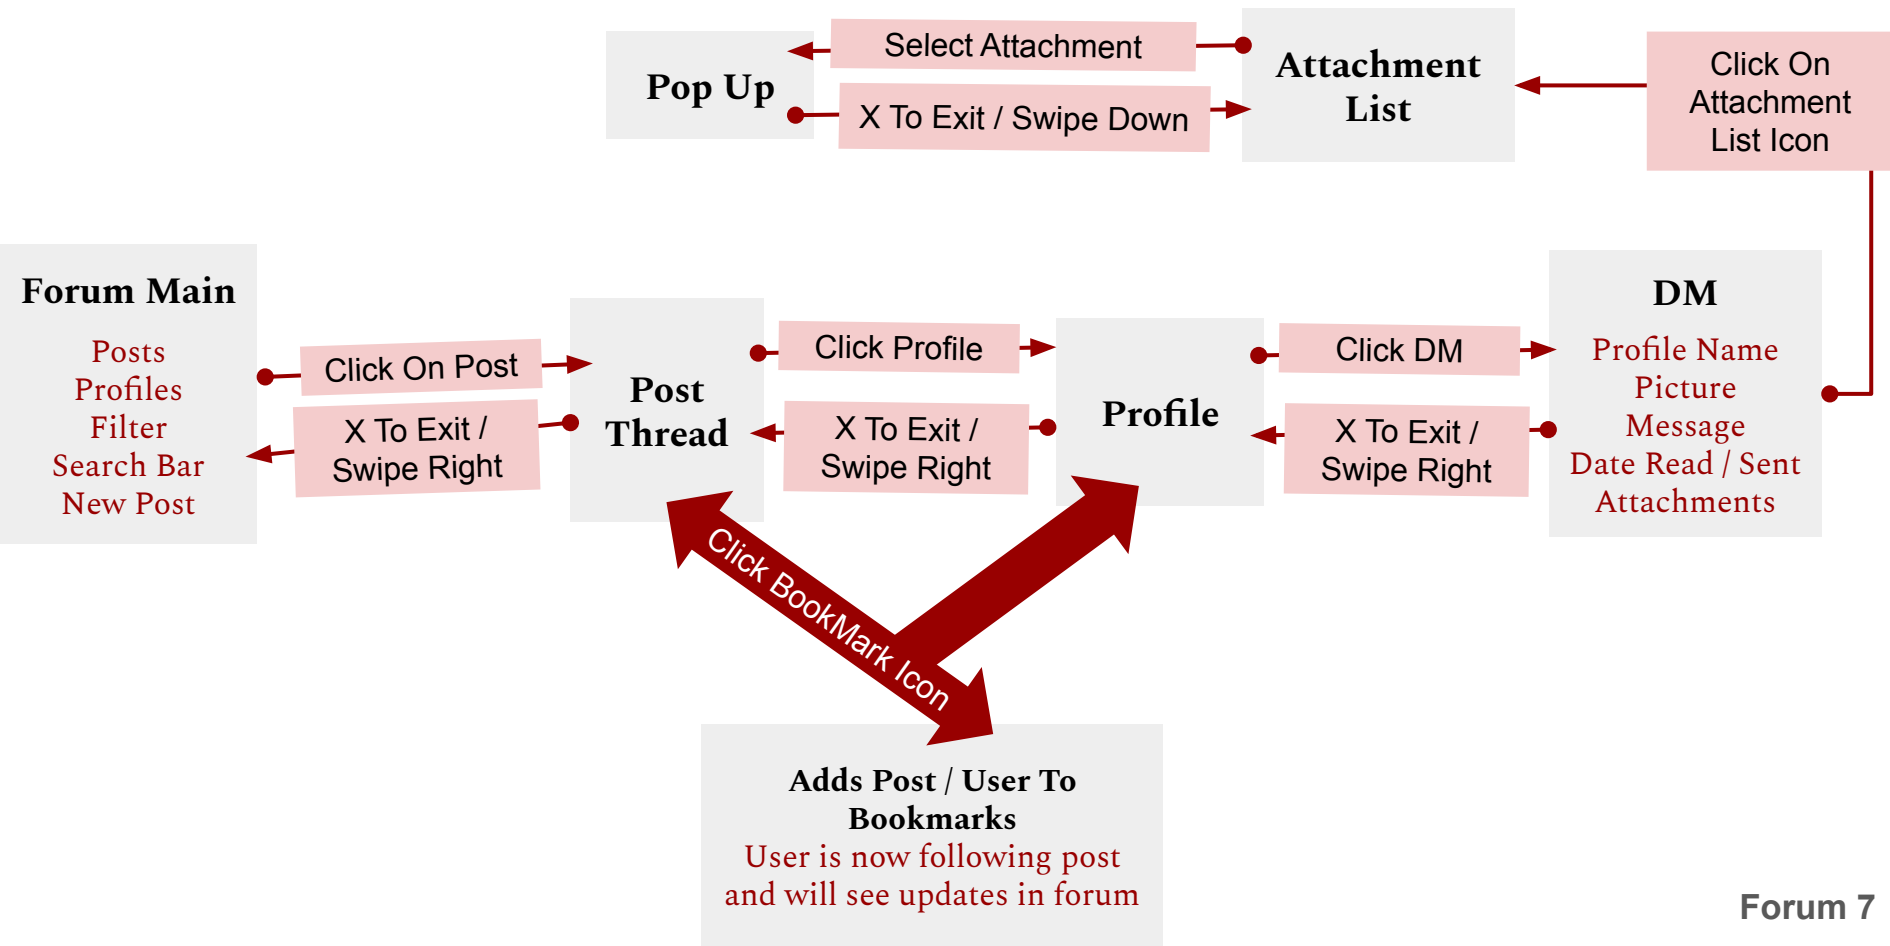 Select Attachment
Pop Up
X To Exit / Swipe Down
Attachment
List
Click On
Attachment
List Icon
Forum Main
Posts
Profiles
Filter
Search Bar
New Post
Click On Post
X To Exit /
Swipe Right
Post
Thread
Click Profile
X To Exit /
Swipe Right
Profile
Click DM
X To Exit /
Swipe Right
DM
Profile Name
Picture
Message
Date Read / Sent
Attachments
Click BookMark Icon
Adds Post / User To
Bookmarks
User is now following post
and will see updates in forum
Forum 7